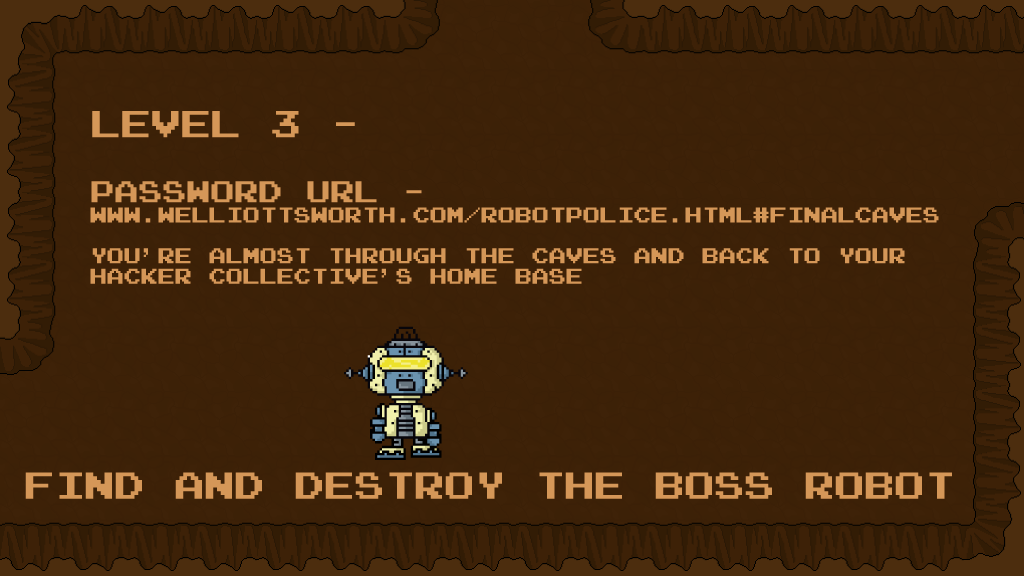 LEVEL 3 -
PASSWORD URL -
WWW.WELLIOTTSWORTH.COM/ROBOTPOLICE.HTML#FINALCAVES
YOU'RE ALMOST THROUGH THE CAVES AND BACK TO YOUR
HACKER COLLECTIVE'S HOME BASE
FIND AND DESTROY THE BOSS ROBOT